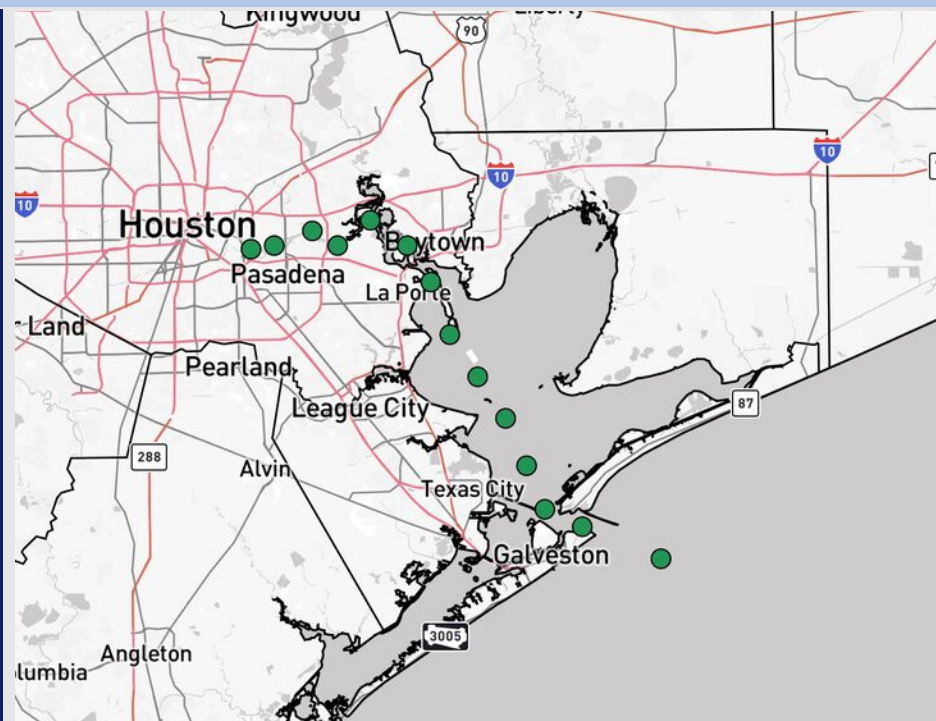 Kingwood
Liberty
90
10
10
10
Houston
Baytown
Pasadena
La Porte
r Land
Pearland
League City
87
288
Alvin
Texas City
Galveston
3005
Angleton
olumbia